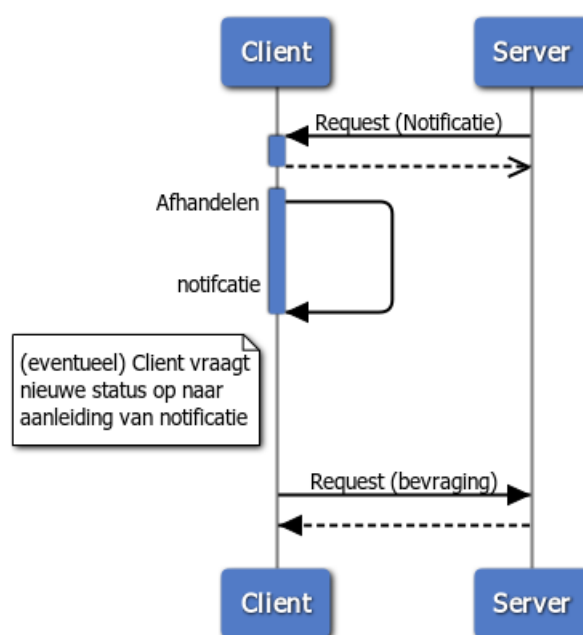 Client Server
Request (Notificatie)
Afhandelen
notifcatie
(eventueel) Client vraagt
nieuwe status op naar
aanleiding van notificatie
Request (bevraging)
Client Server